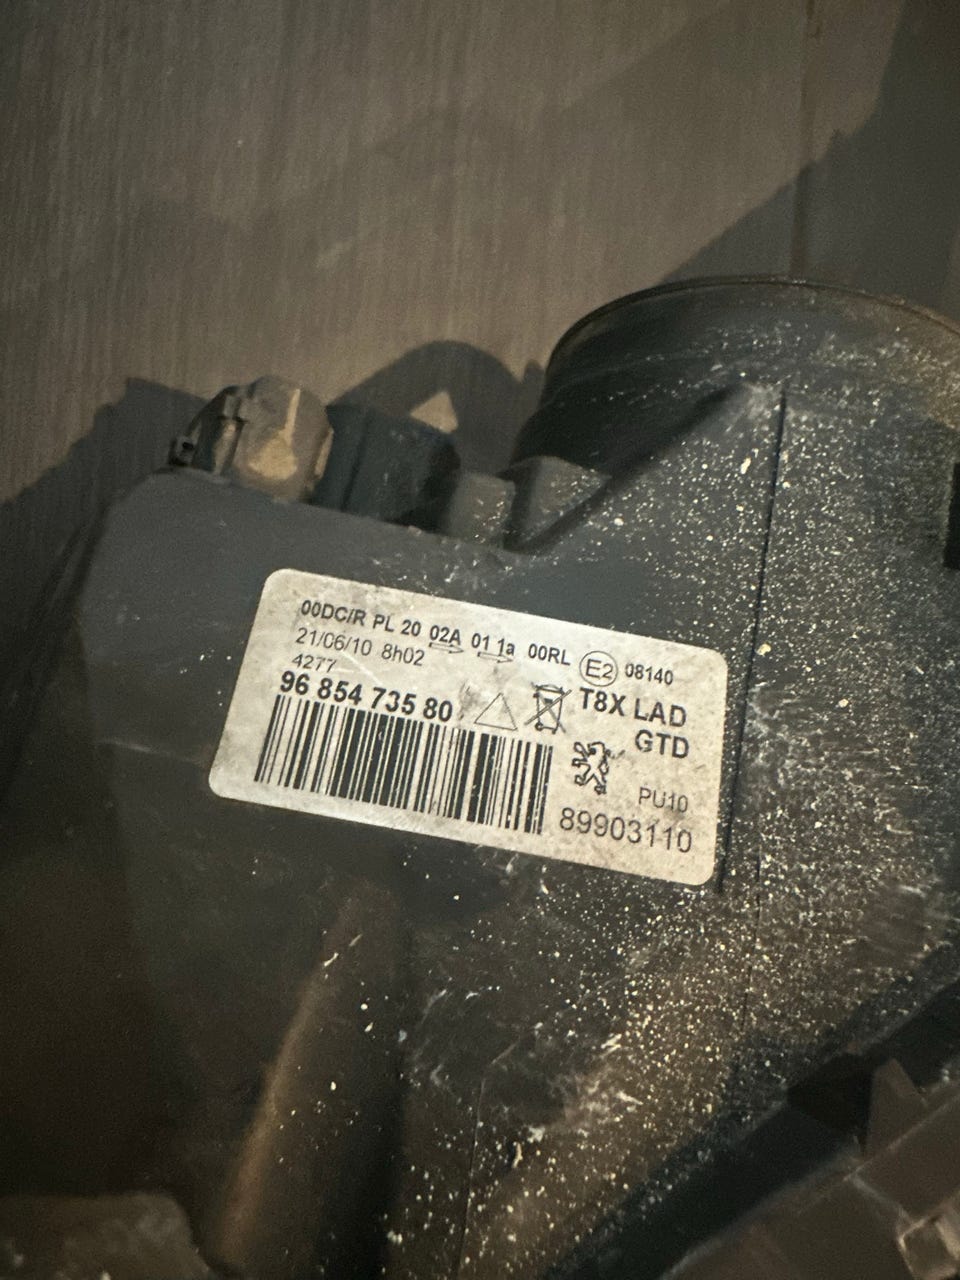 00DC/R PL 20 02A 01 1a 00RL E2 08140
21/06/10 8h02
4277
96 854 735 80
T8X LAD
GTD
PU10
89903110